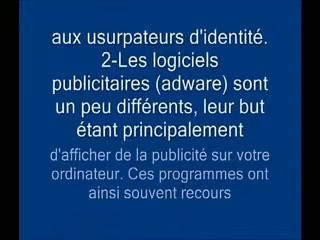 aux usurpateurs d'identité.
2-Les logiciels
publicitaires (adware) sont
un peu différents, leur but
étant principalement
d'afficher de la publicité sur votre
ordinateur. Ces programmes ont
ainsi souvent recours